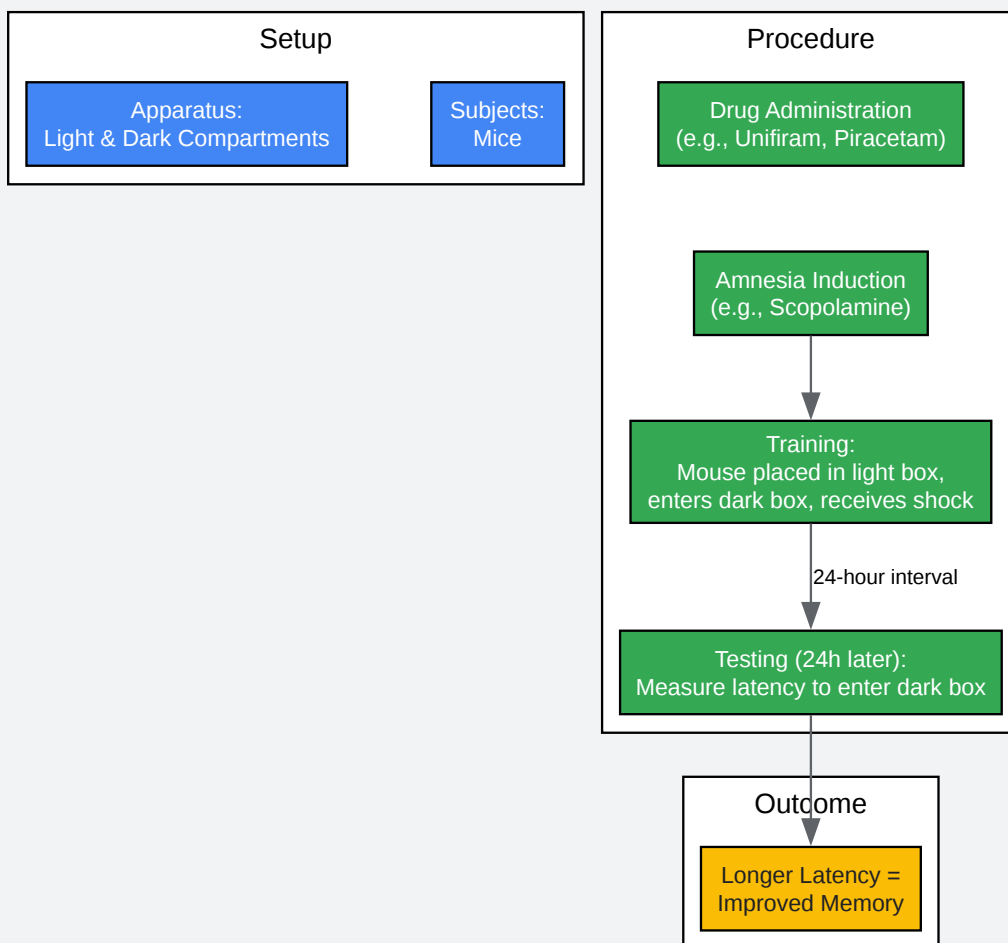 Setup
Apparatus:
Light & Dark Compartments
Subjects:
Mice
Procedure
Drug Administration
(e.g., Unifiram, Piracetam)
Amnesia Induction
(e.g., Scopolamine)
Training:
Mouse placed in light box,
enters dark box, receives shock
24-hour interval
Testing (24h later):
Measure latency to enter dark box
Outcome
Longer Latency =
Improved Memory